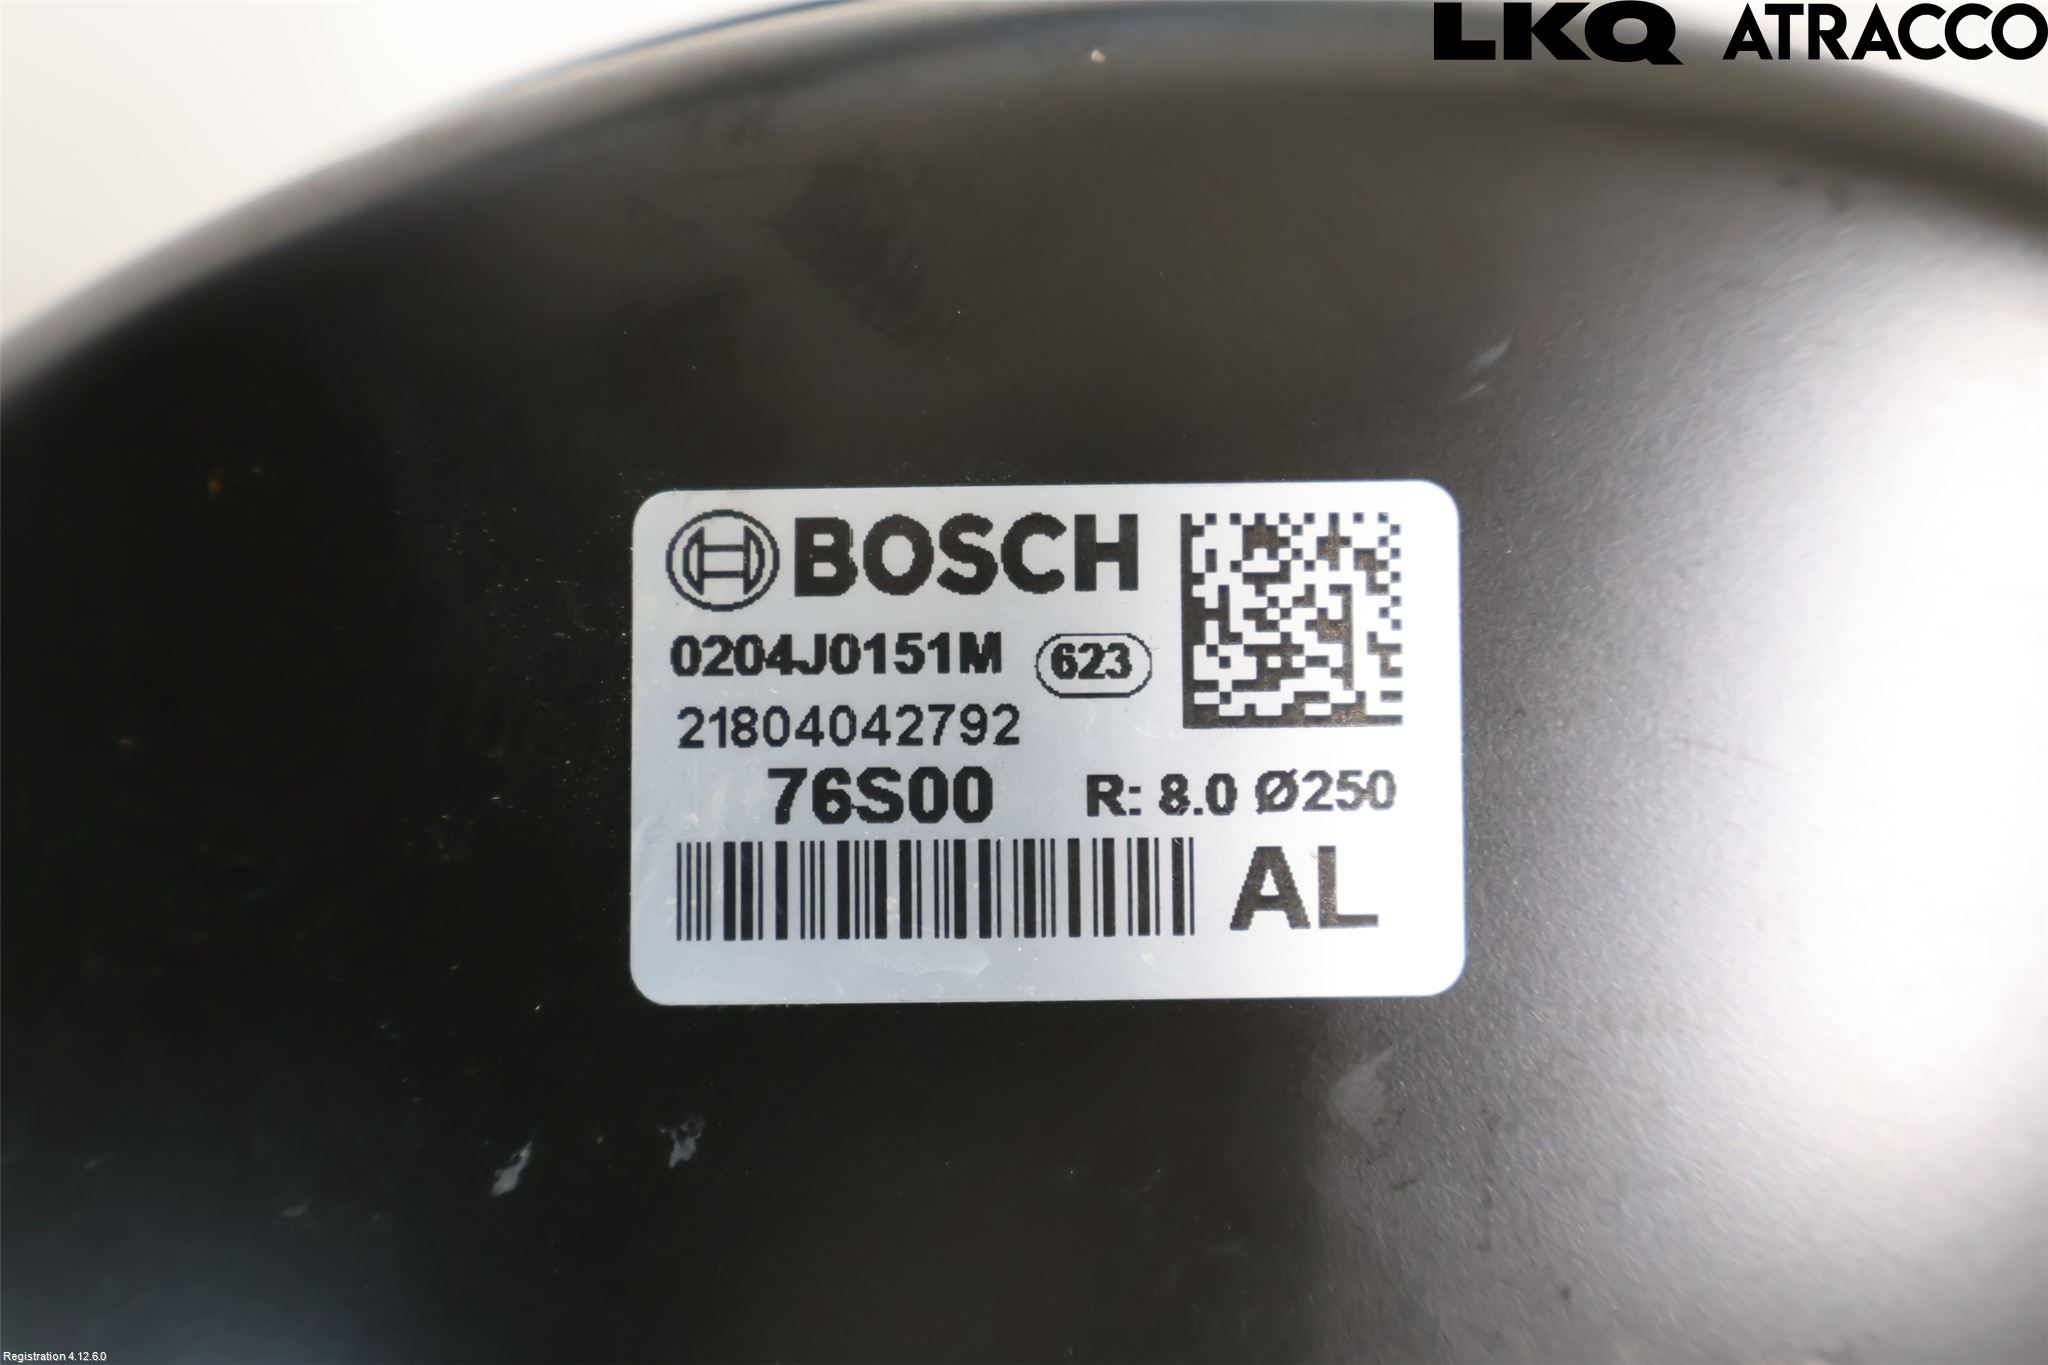 LKQ ATRACCO
BOSCH
0204J0151M 623
21804042792
76S00 R: 8.0 Ø250
AL
Registration 4.12.6.0